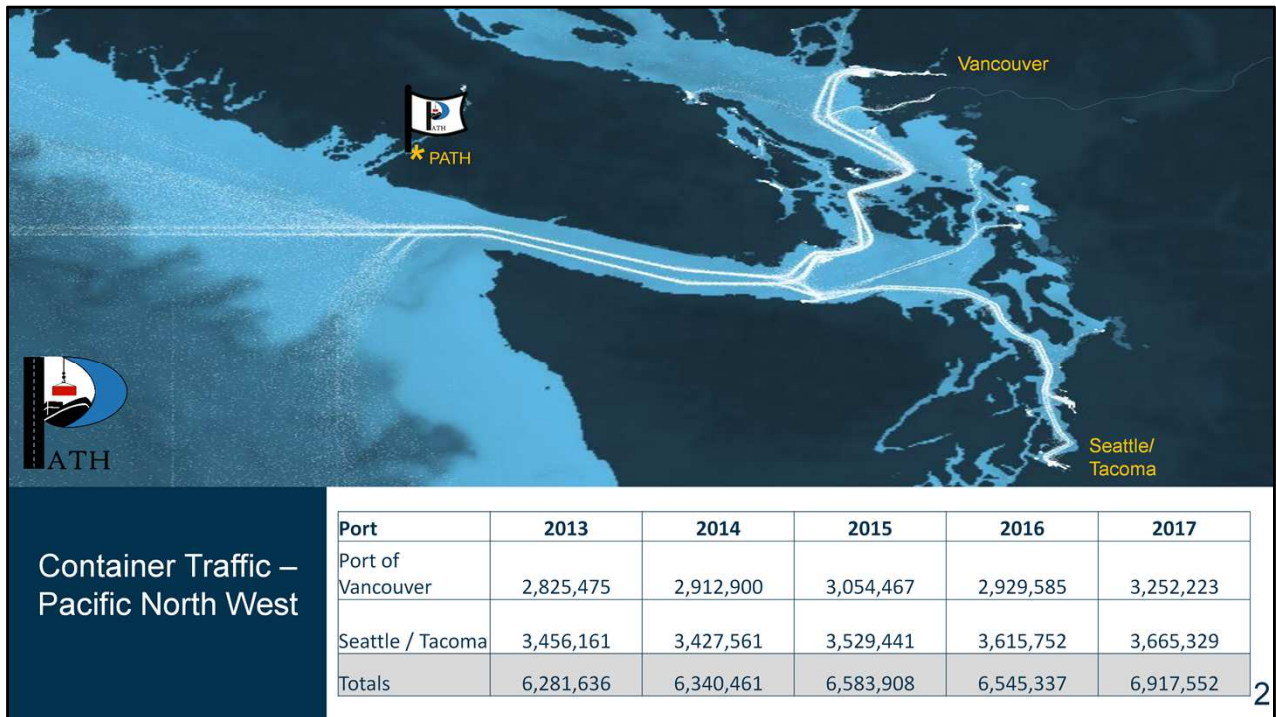 Vancouver
PATH
* PATH
Seattle/
Tacoma
PATH
Container Traffic –
Pacific North West
Port 2013 2014 2015 2016 2017
Port of
Vancouver 2,825,475 2,912,900 3,054,467 2,929,585 3,252,223
Seattle / Tacoma 3,456,161 3,427,561 3,529,441 3,615,752 3,665,329
Totals 6,281,636 6,340,461 6,583,908 6,545,337 6,917,552
2